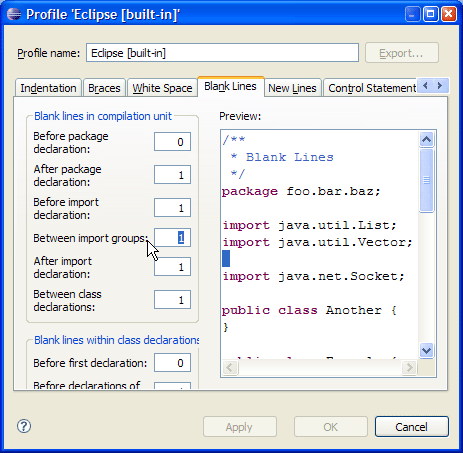 Profile 'Eclipse [built-in]'
Profile name: Eclipse [built-in] Export...
Indentation Braces White Space Blank Lines New Lines Control Statement
Blank lines in compilation unit
Before package declaration: 0
After package declaration: 1
Before import declaration: 1
Between import groups: 1
After import declaration: 1
Between class declarations: 1
Blank lines within class declarations
Before first declaration: 0
Before declarations of
Preview:
/**
* Blank Lines
*/
package foo.bar.baz;
import java.util.List;
import java.util.Vector;
import java.net.Socket;
public class Another {
}
? Apply OK Cancel